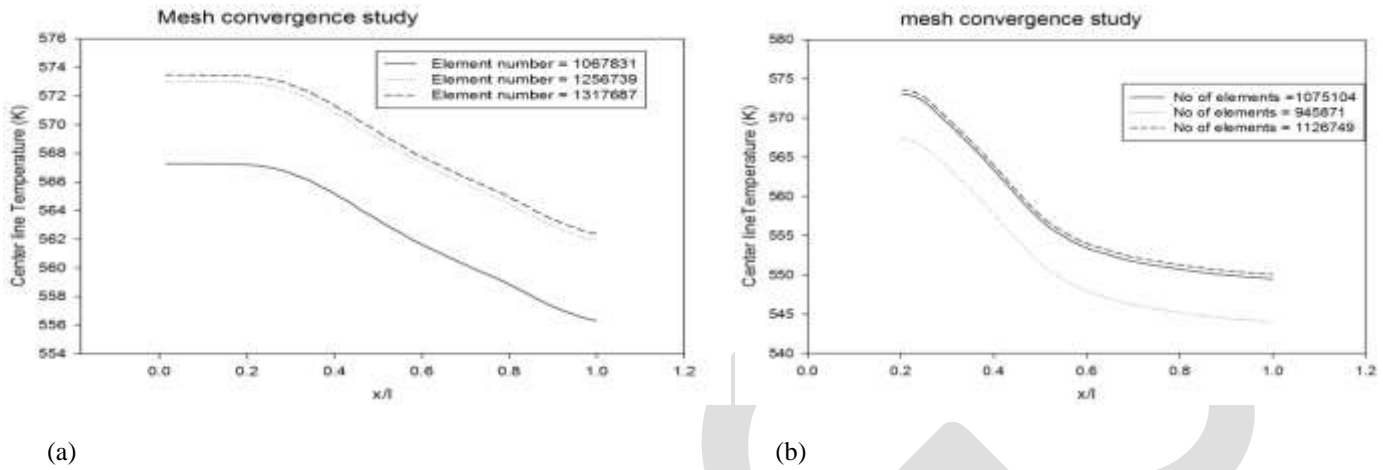 Mesh convergence study
576
574
572
570
568
566
564
562
560
558
556
554
Center line Temperature (K)
Element number = 1067831
Element number = 1256739
Element number = 1317687
0.0 0.2 0.4 0.6 0.8 1.0 1.2
x/l
(a)
mesh convergence study
580
575
570
565
560
555
550
545
540
Center lineTemperature (K)
No of elements =1075104
No of elements = 945871
No of elements = 1126749
0.0 0.2 0.4 0.6 0.8 1.0 1.2
x/l
(b)